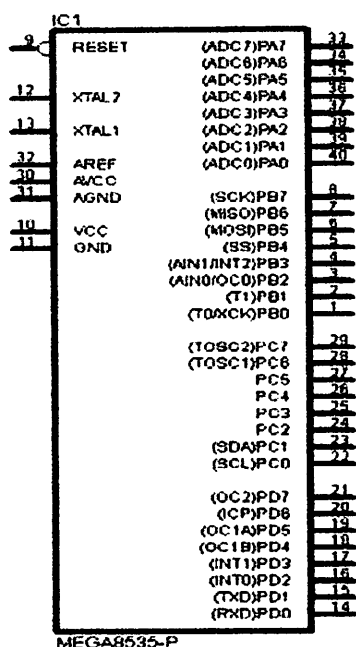 IC1
9 RESET (ADC7)PA7 33
(ADC6)PA6 34
(ADC5)PA5 35
12 XTAL2 (ADC4)PA4 36
(ADC3)PA3 37
13 XTAL1 (ADC2)PA2 38
(ADC1)PA1 39
32 AREF (ADC0)PA0 40
30 AVCC
31 AGND (SCK)PB7 8
(MISO)PB6 7
10 VCC (MOSI)PB5 6
11 GND (SS)PB4 5
(AIN1/INT2)PB3 4
(AIN0/OC0)PB2 3
(T1)PB1 2
(T0/XCK)PB0 1
(TOSC2)PC7 29
(TOSC1)PC6 28
PC5 27
PC4 26
PC3 25
PC2 24
(SDA)PC1 23
(SCL)PC0 22
(OC2)PD7 21
(ICP)PD6 20
(OC1A)PD5 19
(OC1B)PD4 18
(INT1)PD3 17
(INT0)PD2 16
(TXD)PD1 15
(RXD)PD0 14
MEGA8535-P